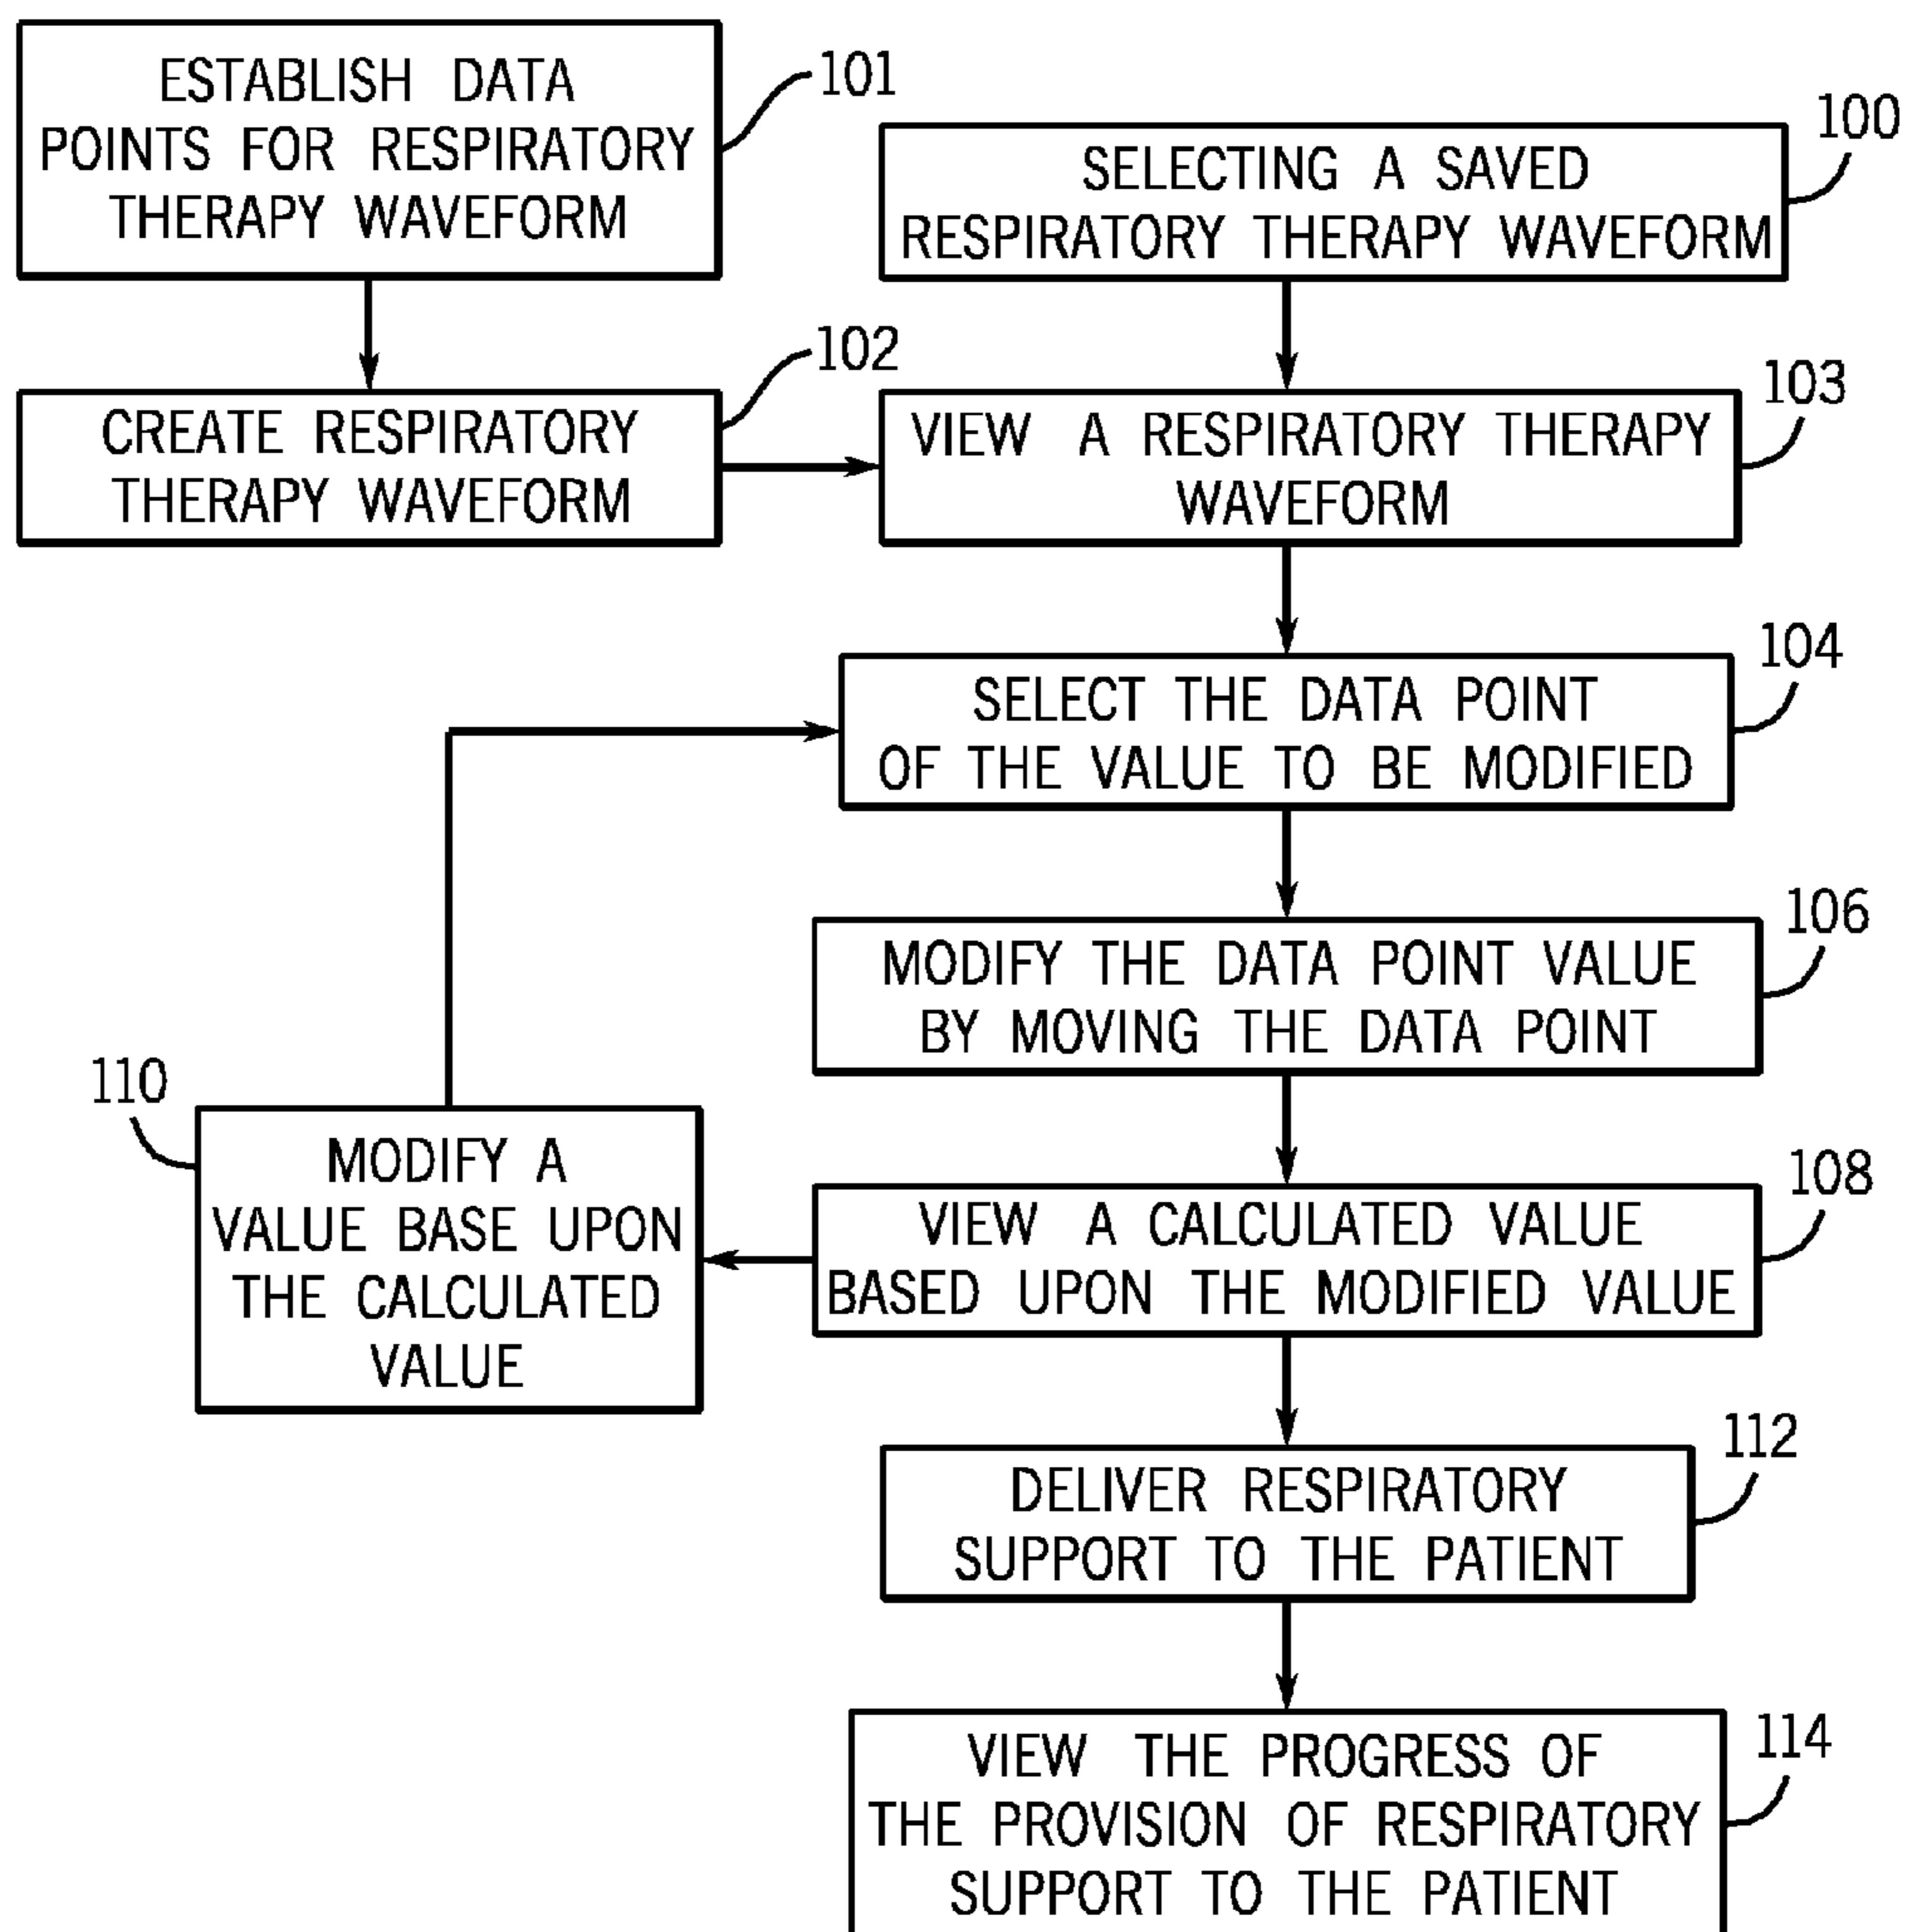 ESTABLISH DATA
POINTS FOR RESPIRATORY
THERAPY WAVEFORM
101
SELECTING A SAVED
RESPIRATORY THERAPY WAVEFORM
100
CREATE RESPIRATORY
THERAPY WAVEFORM
102
VIEW A RESPIRATORY THERAPY
WAVEFORM
103
SELECT THE DATA POINT
OF THE VALUE TO BE MODIFIED
104
MODIFY THE DATA POINT VALUE
BY MOVING THE DATA POINT
106
VIEW A CALCULATED VALUE
BASED UPON THE MODIFIED VALUE
108
110
MODIFY A
VALUE BASE UPON
THE CALCULATED
VALUE
DELIVER RESPIRATORY
SUPPORT TO THE PATIENT
112
VIEW THE PROGRESS OF
THE PROVISION OF RESPIRATORY
SUPPORT TO THE PATIENT
114